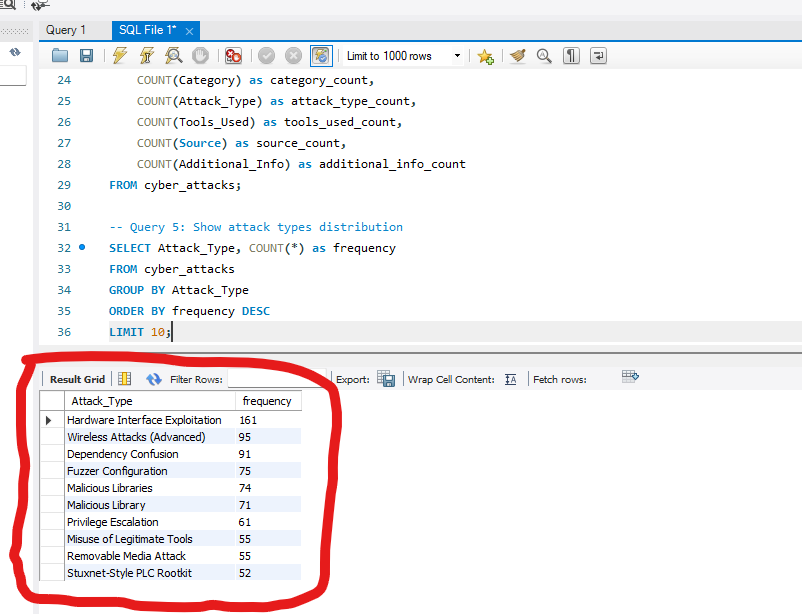 Query 1 SQL File 1* ×
Limit to 1000 rows
24 COUNT(Category) as category_count,
25 COUNT(Attack_Type) as attack_type_count,
26 COUNT(Tools_Used) as tools_used_count,
27 COUNT(Source) as source_count,
28 COUNT(Additional_Info) as additional_info_count
29 FROM cyber_attacks;
30
31 -- Query 5: Show attack types distribution
32 SELECT Attack_Type, COUNT(*) as frequency
33 FROM cyber_attacks
34 GROUP BY Attack_Type
35 ORDER BY frequency DESC
36 LIMIT 10;
Result Grid Filter Rows: Export: Wrap Cell Content: Fetch rows:
Attack_Type frequency
Hardware Interface Exploitation 161
Wireless Attacks (Advanced) 95
Dependency Confusion 91
Fuzzer Configuration 75
Malicious Libraries 74
Malicious Library 71
Privilege Escalation 61
Misuse of Legitimate Tools 55
Removable Media Attack 55
Stuxnet-Style PLC Rootkit 52